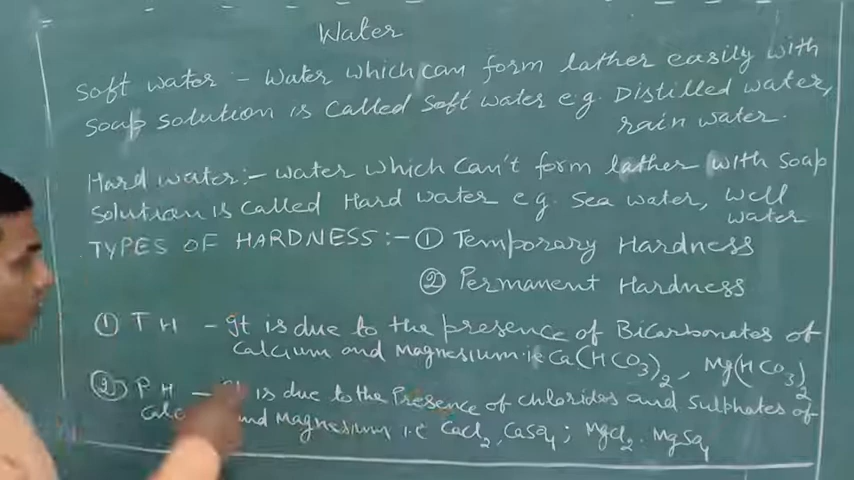 Water
Soft water - Water which can form lather easily with
soap solution is called soft water e.g. Distilled water,
rain water.
Hard water:- Water which can't form lather with soap
solution is called Hard water e.g. Sea water, well
water
TYPES OF HARDNESS :- ① Temporary Hardness
② Permanent Hardness
① T H - It is due to the presence of Bicarbonates of
Calcium and Magnesium i.e Ca(HCO3)2, Mg(HCO3)2
② P H - It is due to the Presence of chlorides and Sulphates of
and Magnesium i.e CaCl2, CaSO4; MgCl2. MgSO4